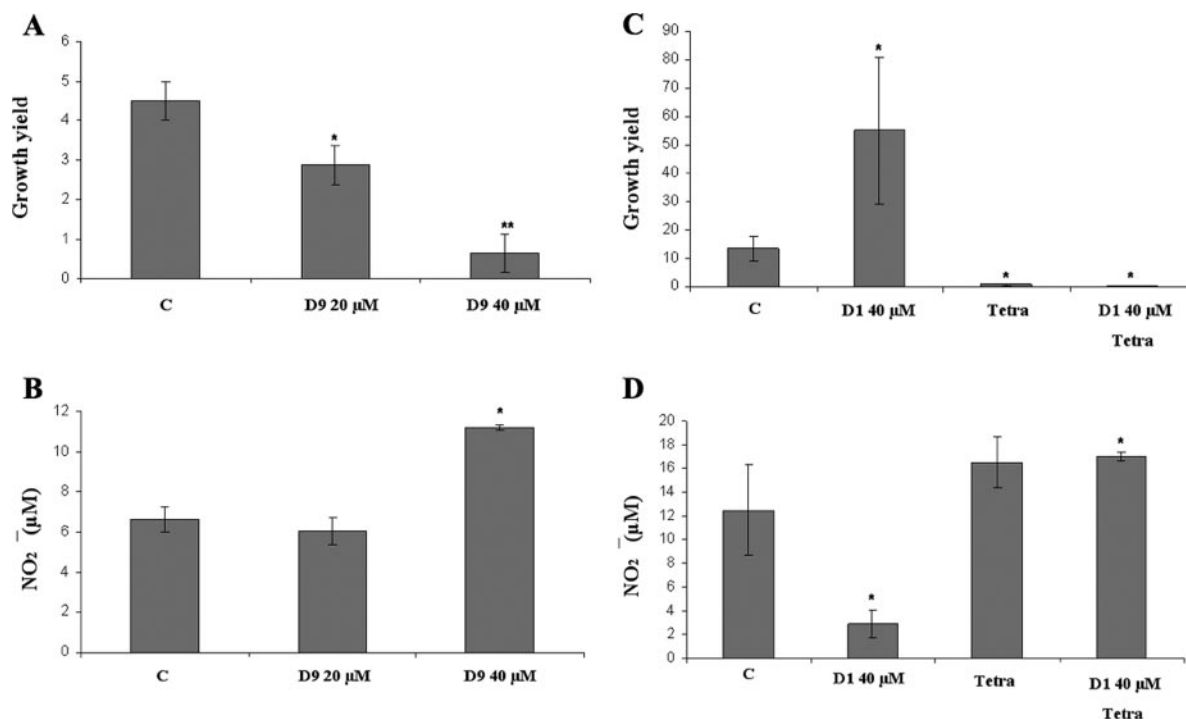 A
Growth yield
6
5
4
3
2
1
0
*
**
C
D9 20 µM
D9 40 µM
B
NO₂⁻ (µM)
12
10
8
6
4
2
0
*
C
D9 20 µM
D9 40 µM
C
Growth yield
90
80
70
60
50
40
30
20
10
0
*
*
*
C
D1 40 µM
Tetra
D1 40 µM
Tetra
D
NO₂⁻ (µM)
20
18
16
14
12
10
8
6
4
2
0
*
*
C
D1 40 µM
Tetra
D1 40 µM
Tetra